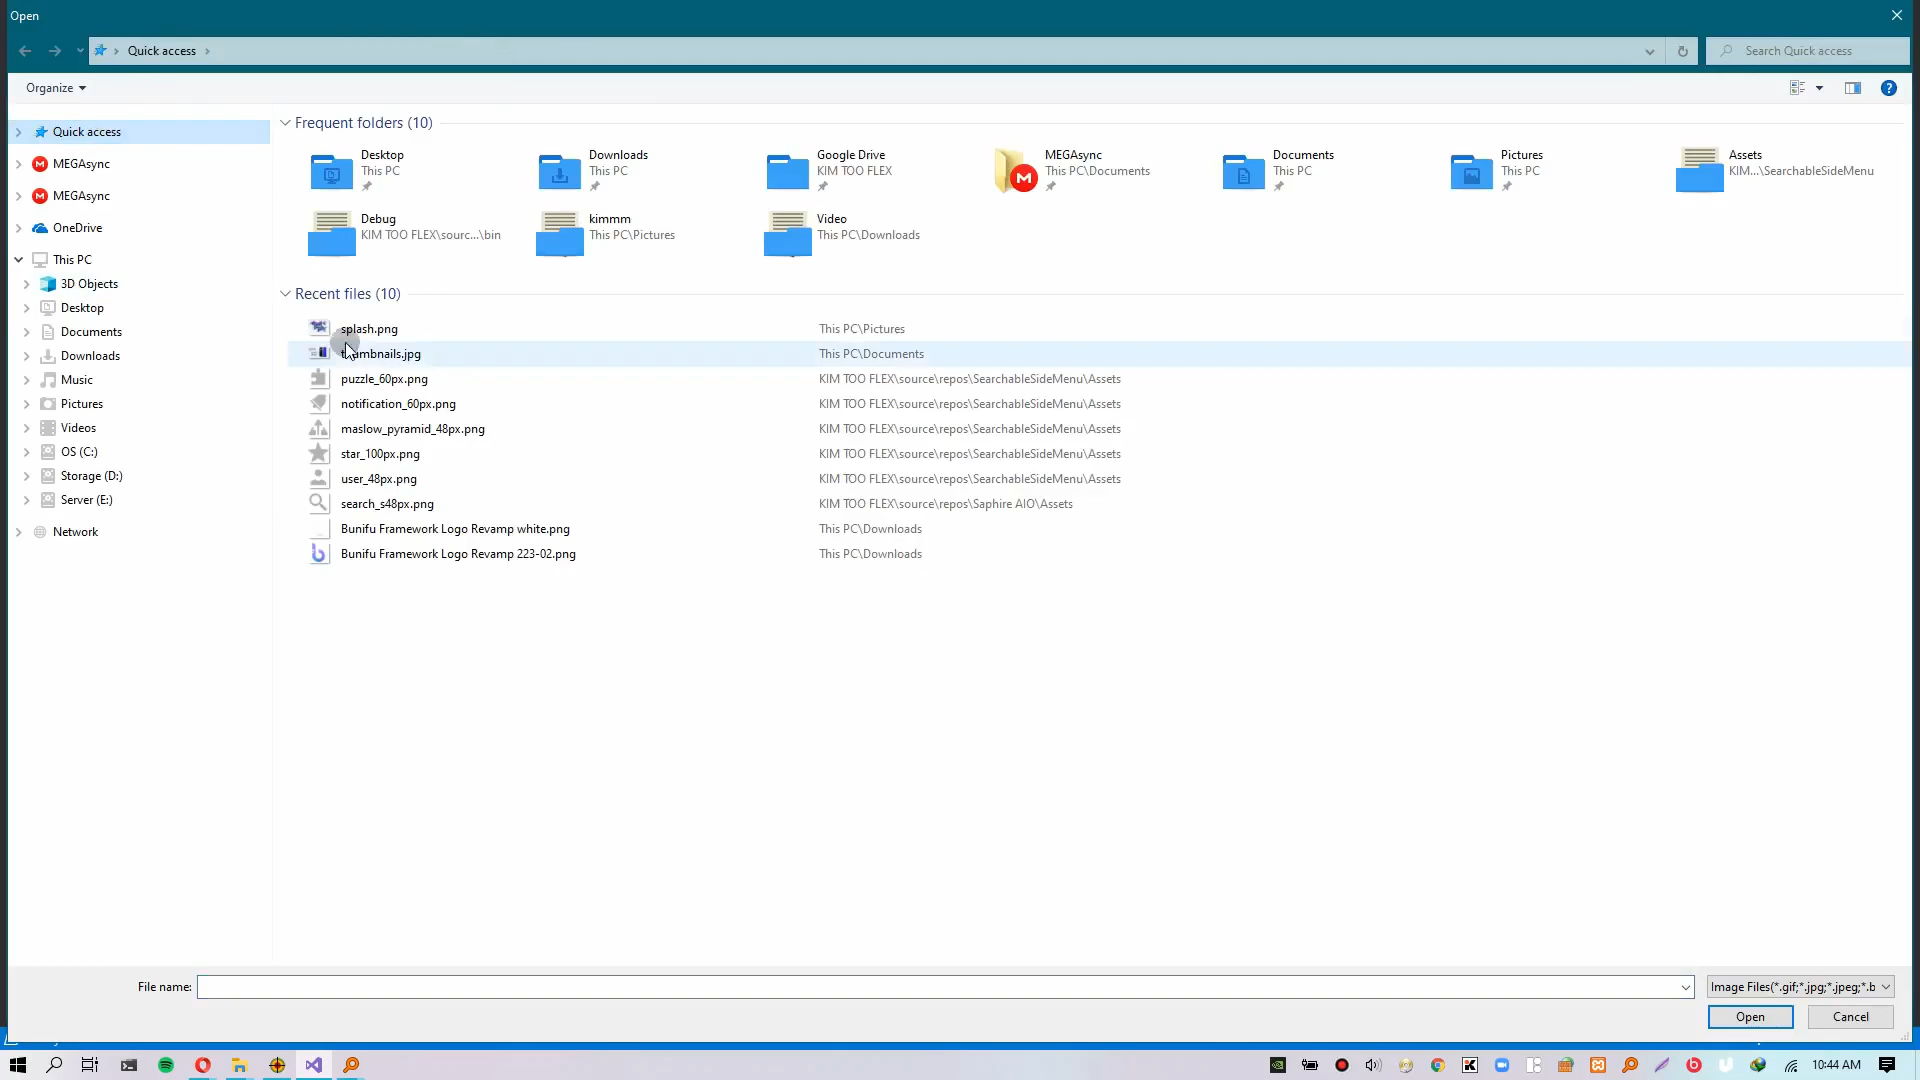 Open
Quick access
Search Quick access
Organize
Quick access
MEGAsync
MEGAsync
OneDrive
This PC
3D Objects
Desktop
Documents
Downloads
Music
Pictures
Videos
OS (C:)
Storage (D:)
Server (E:)
Network
Frequent folders (10)
Desktop
This PC
Downloads
This PC
Google Drive
KIM TOO FLEX
MEGAsync
This PC\Documents
Documents
This PC
Pictures
This PC
Assets
KIM...\SearchableSideMenu
Debug
KIM TOO FLEX\sourc...\bin
kimmm
This PC\Pictures
Video
This PC\Downloads
Recent files (10)
splash.png This PC\Pictures
thumbnails.jpg This PC\Documents
puzzle_60px.png KIM TOO FLEX\source\repos\SearchableSideMenu\Assets
notification_60px.png KIM TOO FLEX\source\repos\SearchableSideMenu\Assets
maslow_pyramid_48px.png KIM TOO FLEX\source\repos\SearchableSideMenu\Assets
star_100px.png KIM TOO FLEX\source\repos\SearchableSideMenu\Assets
user_48px.png KIM TOO FLEX\source\repos\SearchableSideMenu\Assets
search_s48px.png KIM TOO FLEX\source\repos\Saphire AIO\Assets
Bunifu Framework Logo Revamp white.png This PC\Downloads
Bunifu Framework Logo Revamp 223-02.png This PC\Downloads
File name:
Image Files(*.gif;*.jpg;*.jpeg;*.b
Open
Cancel
10:44 AM